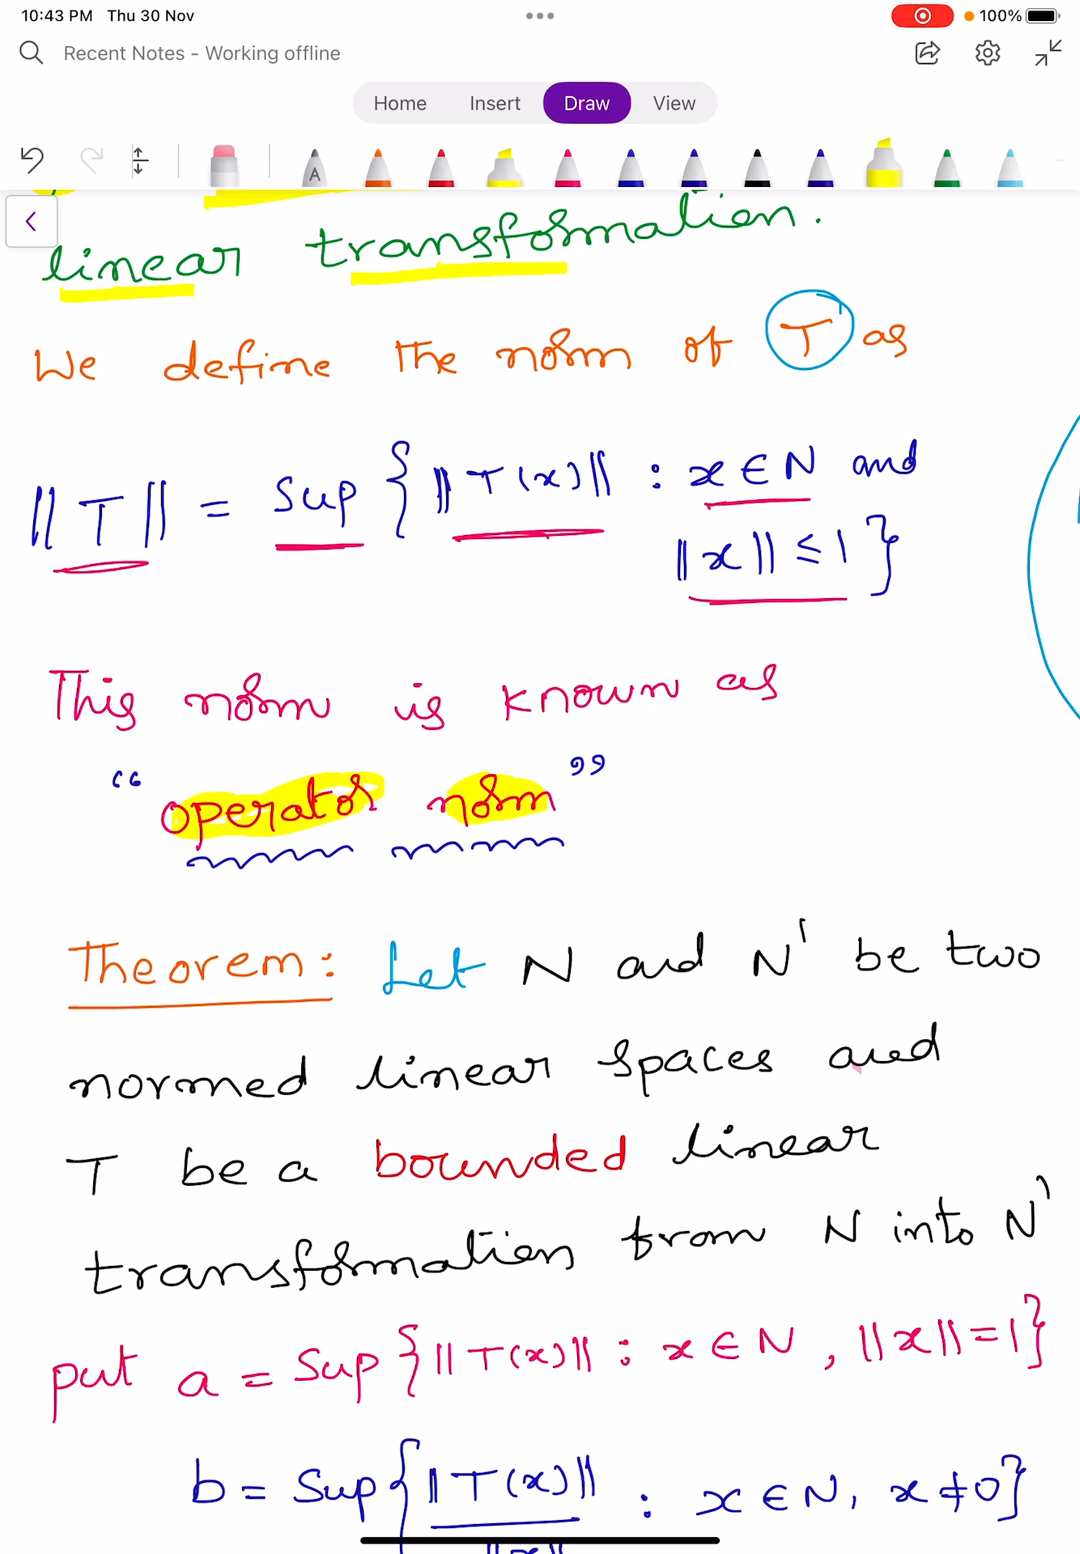 10:43 PM Thu 30 Nov
100%
Recent Notes - Working offline
Home Insert Draw View
A
linear transformation.
We define the norm of T as
||T|| = Sup { ||T(x)|| : x ∈ N and
||x|| ≤ 1 }
This norm is known as
“operator norm”
Theorem: Let N and N' be two
normed linear spaces and
T be a bounded linear
transformation from N into N'
put a = Sup { ||T(x)|| : x ∈ N, ||x|| = 1 }
b = Sup { ||T(x)|| : x ∈ N, x ≠ 0 }